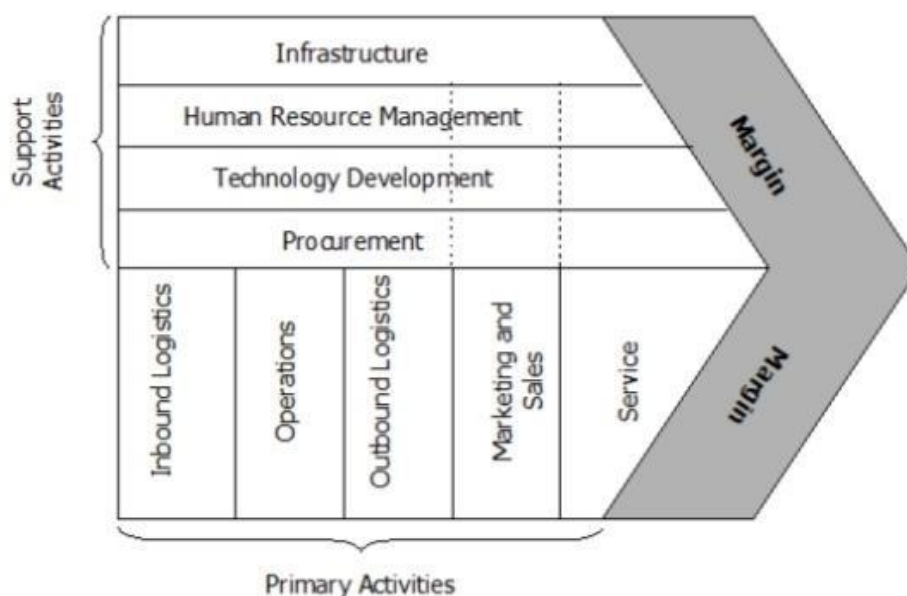 Support
Activities
Infrastructure
Human Resource Management
Technology Development
Procurement
Inbound Logistics
Operations
Outbound Logistics
Marketing and
Sales
Service
Margin
Margin
Primary Activities